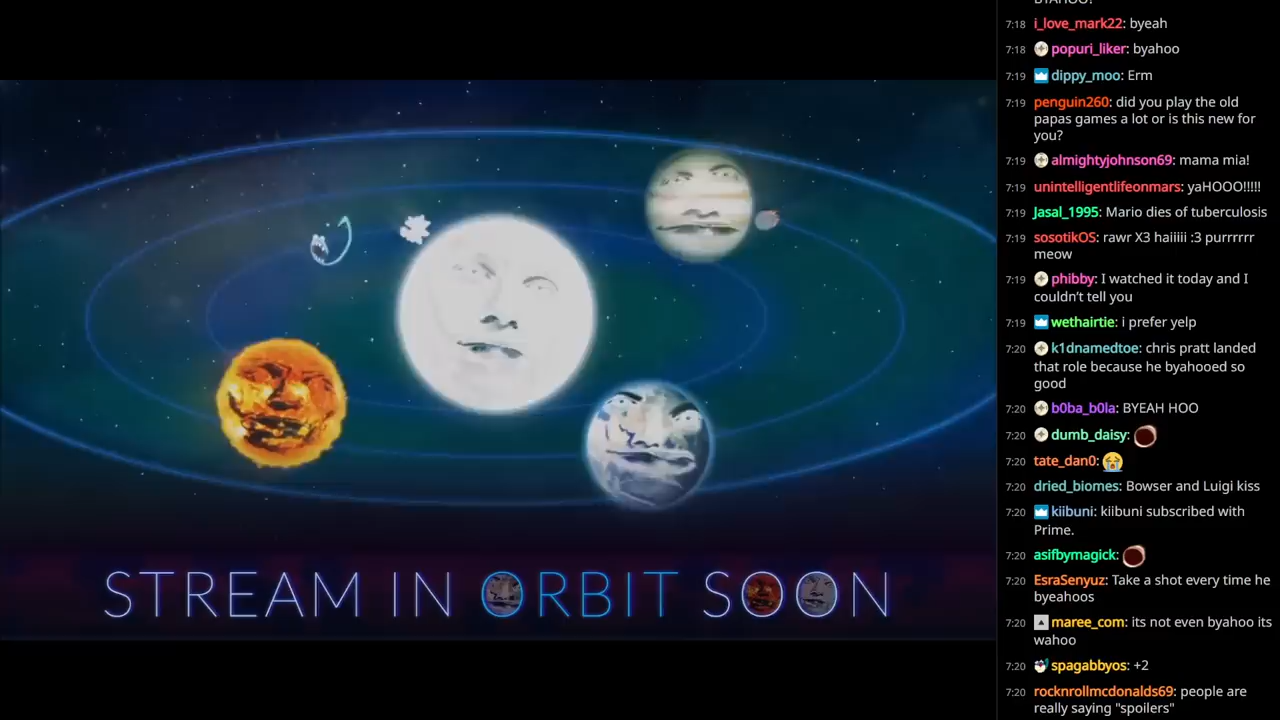 STREAM IN ORBIT SOON
7:18 i_love_mark22: byeah
7:18 popuri_liker: byahoo
7:19 dippy_moo: Erm
7:19 penguin260: did you play the old
papas games a lot or is this new for
you?
7:19 almightyjohnson69: mama mia!
7:19 unintelligentlifeonmars: yaHOOO!!!!!
7:19 Jasal_1995: Mario dies of tuberculosis
7:19 sosotikOS: rawr X3 haiiiii :3 purrrrrr
meow
7:19 phibby: I watched it today and I
couldn't tell you
7:19 wethairtie: i prefer yelp
7:20 k1dnamedtoe: chris pratt landed
that role because he byahooed so
good
7:20 b0ba_b0la: BYEAH HOO
7:20 dumb_daisy:
7:20 tate_dan0: 😭
7:20 dried_biomes: Bowser and Luigi kiss
7:20 kiibuni: kiibuni subscribed with
Prime.
7:20 asifbymagick:
7:20 EsraSenyuz: Take a shot every time he
byeahoos
7:20 maree_com: its not even byahoo its
wahoo
7:20 spagabbyos: +2
7:20 rocknrollmcdonalds69: people are
really saying "spoilers"